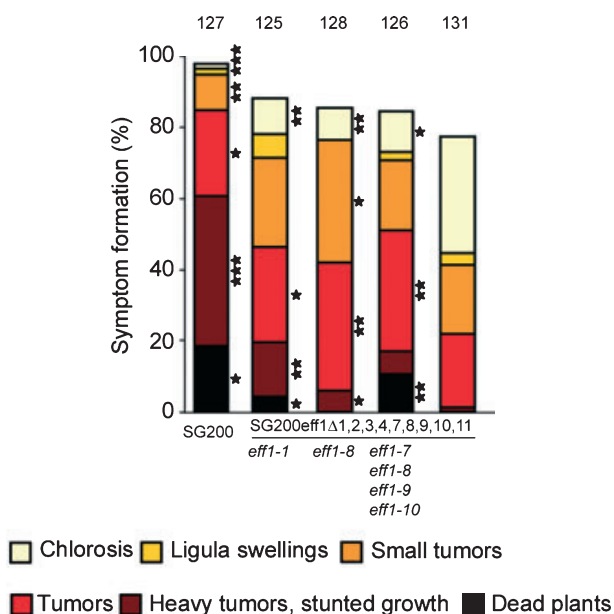 127 125 128 126 131
Symptom formation (%)
100
80
60
40
20
0
SG200 SG200eff1Δ1,2,3,4,7,8,9,10,11
eff1-1 eff1-8 eff1-7
eff1-8
eff1-9
eff1-10
Chlorosis Ligula swellings Small tumors
Tumors Heavy tumors, stunted growth Dead plants